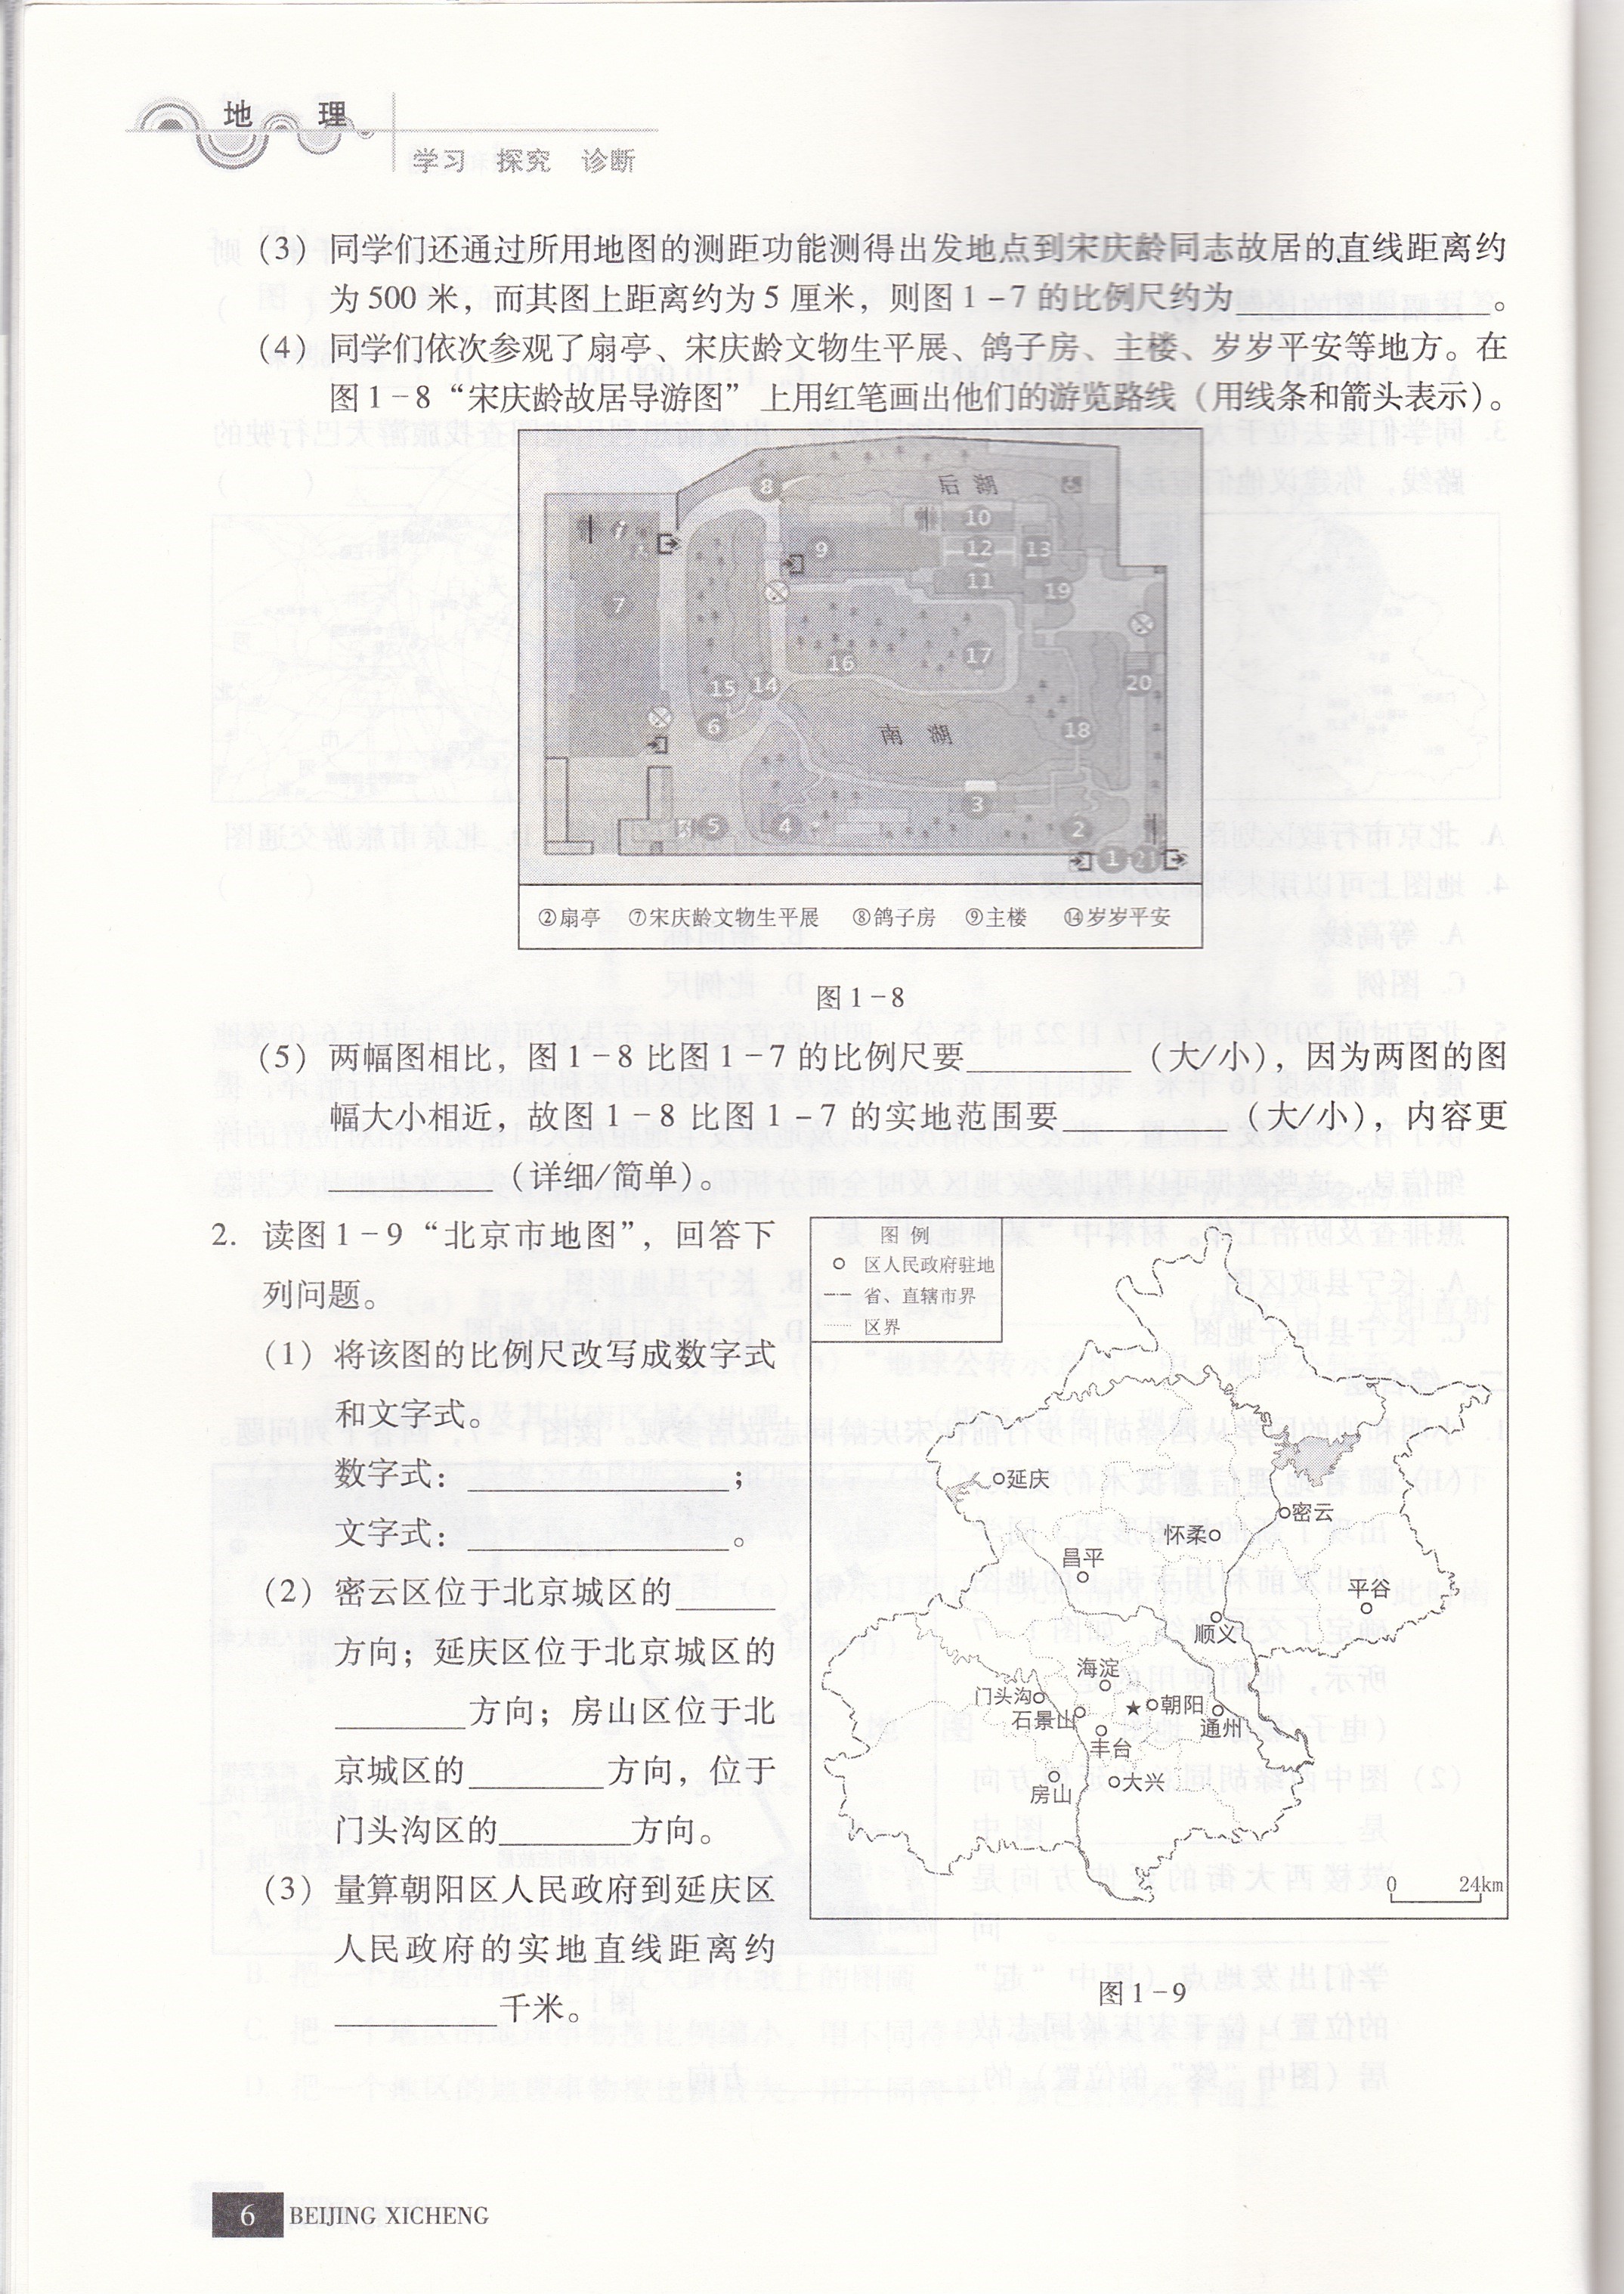 地 理
学习 探究 诊断
（3）同学们还通过所用地图的测距功能测得出发地点到宋庆龄同志故居的直线距离约
为500米，而其图上距离约为5厘米，则图1-7的比例尺约为____________。
（4）同学们依次参观了扇亭、宋庆龄文物生平展、鸽子房、主楼、岁岁平安等地方。在
图1-8“宋庆龄故居导游图”上用红笔画出他们的游览路线（用线条和箭头表示）。
8
后湖
10
9
12
13
11
19
7
16
17
15
14
20
6
南湖
18
3
5
4
2
1
21
②扇亭 ⑦宋庆龄文物生平展 ⑧鸽子房 ⑨主楼 ⑭岁岁平安
图1-8
（5）两幅图相比，图1-8比图1-7的比例尺要________（大/小），因为两图的图
幅大小相近，故图1-8比图1-7的实地范围要________（大/小），内容更
________（详细/简单）。
2. 读图1-9“北京市地图”，回答下
列问题。
（1）将该图的比例尺改写成数字式
和文字式。
数字式：____________；
文字式：____________。
（2）密云区位于北京城区的_____
方向；延庆区位于北京城区的
______方向；房山区位于北
京城区的______方向，位于
门头沟区的______方向。
（3）量算朝阳区人民政府到延庆区
人民政府的实地直线距离约
________千米。
图例
区人民政府驻地
省、直辖市界
区界
延庆
密云
怀柔
昌平
平谷
顺义
海淀
门头沟
朝阳
石景山
通州
丰台
房山
大兴
0 24km
图1-9
6 BEIJING XICHENG